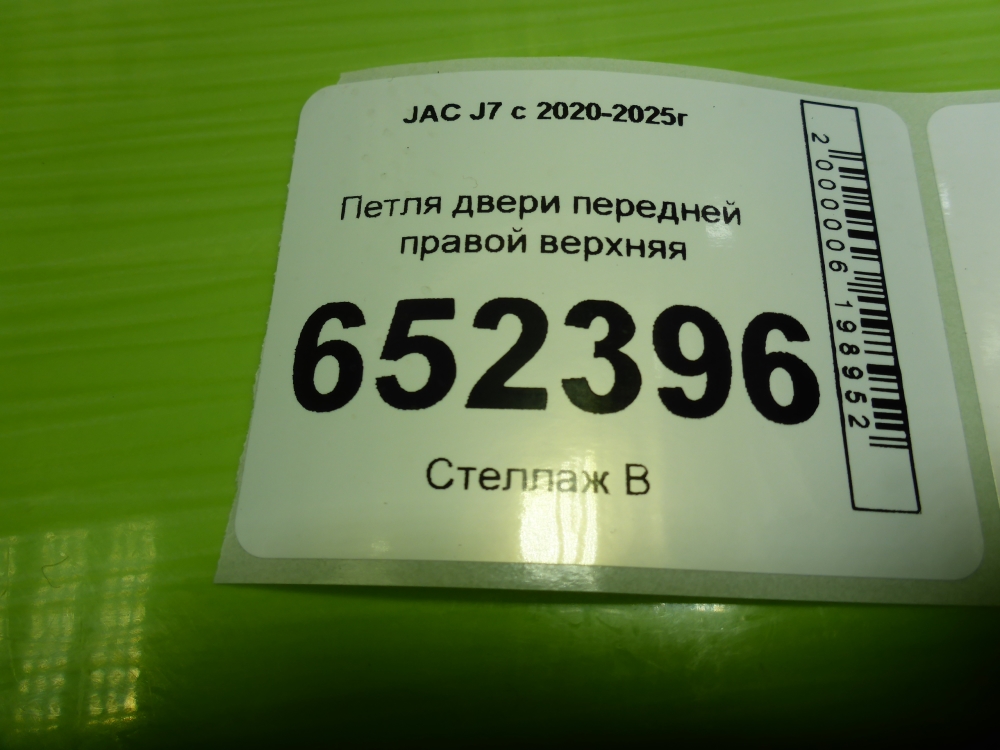 JAC J7 с 2020-2025г
Петля двери передней
правой верхняя
652396
Стеллаж В
2000006198952